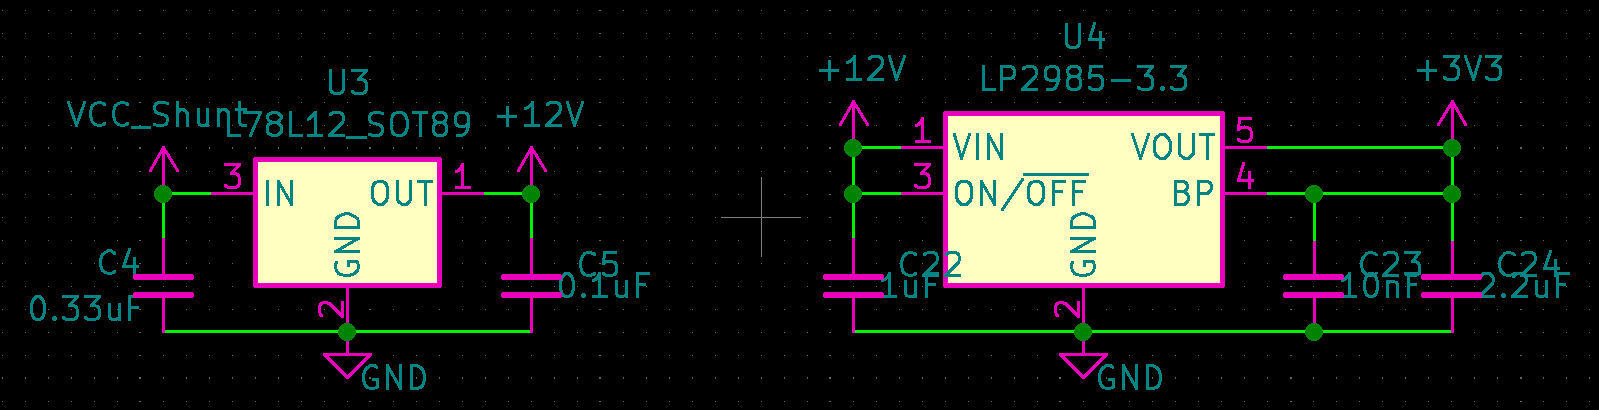 U3
VCC_Shunt
L78L12_SOT89
+12V
3
IN
OUT
1
GND
2
C4
0.33uF
C5
0.1uF
GND
U4
LP2985-3.3
+12V
+3V3
1
VIN
VOUT
5
3
ON/OFF
BP
4
GND
2
C22
1uF
C23
10nF
C24
2.2uF
GND